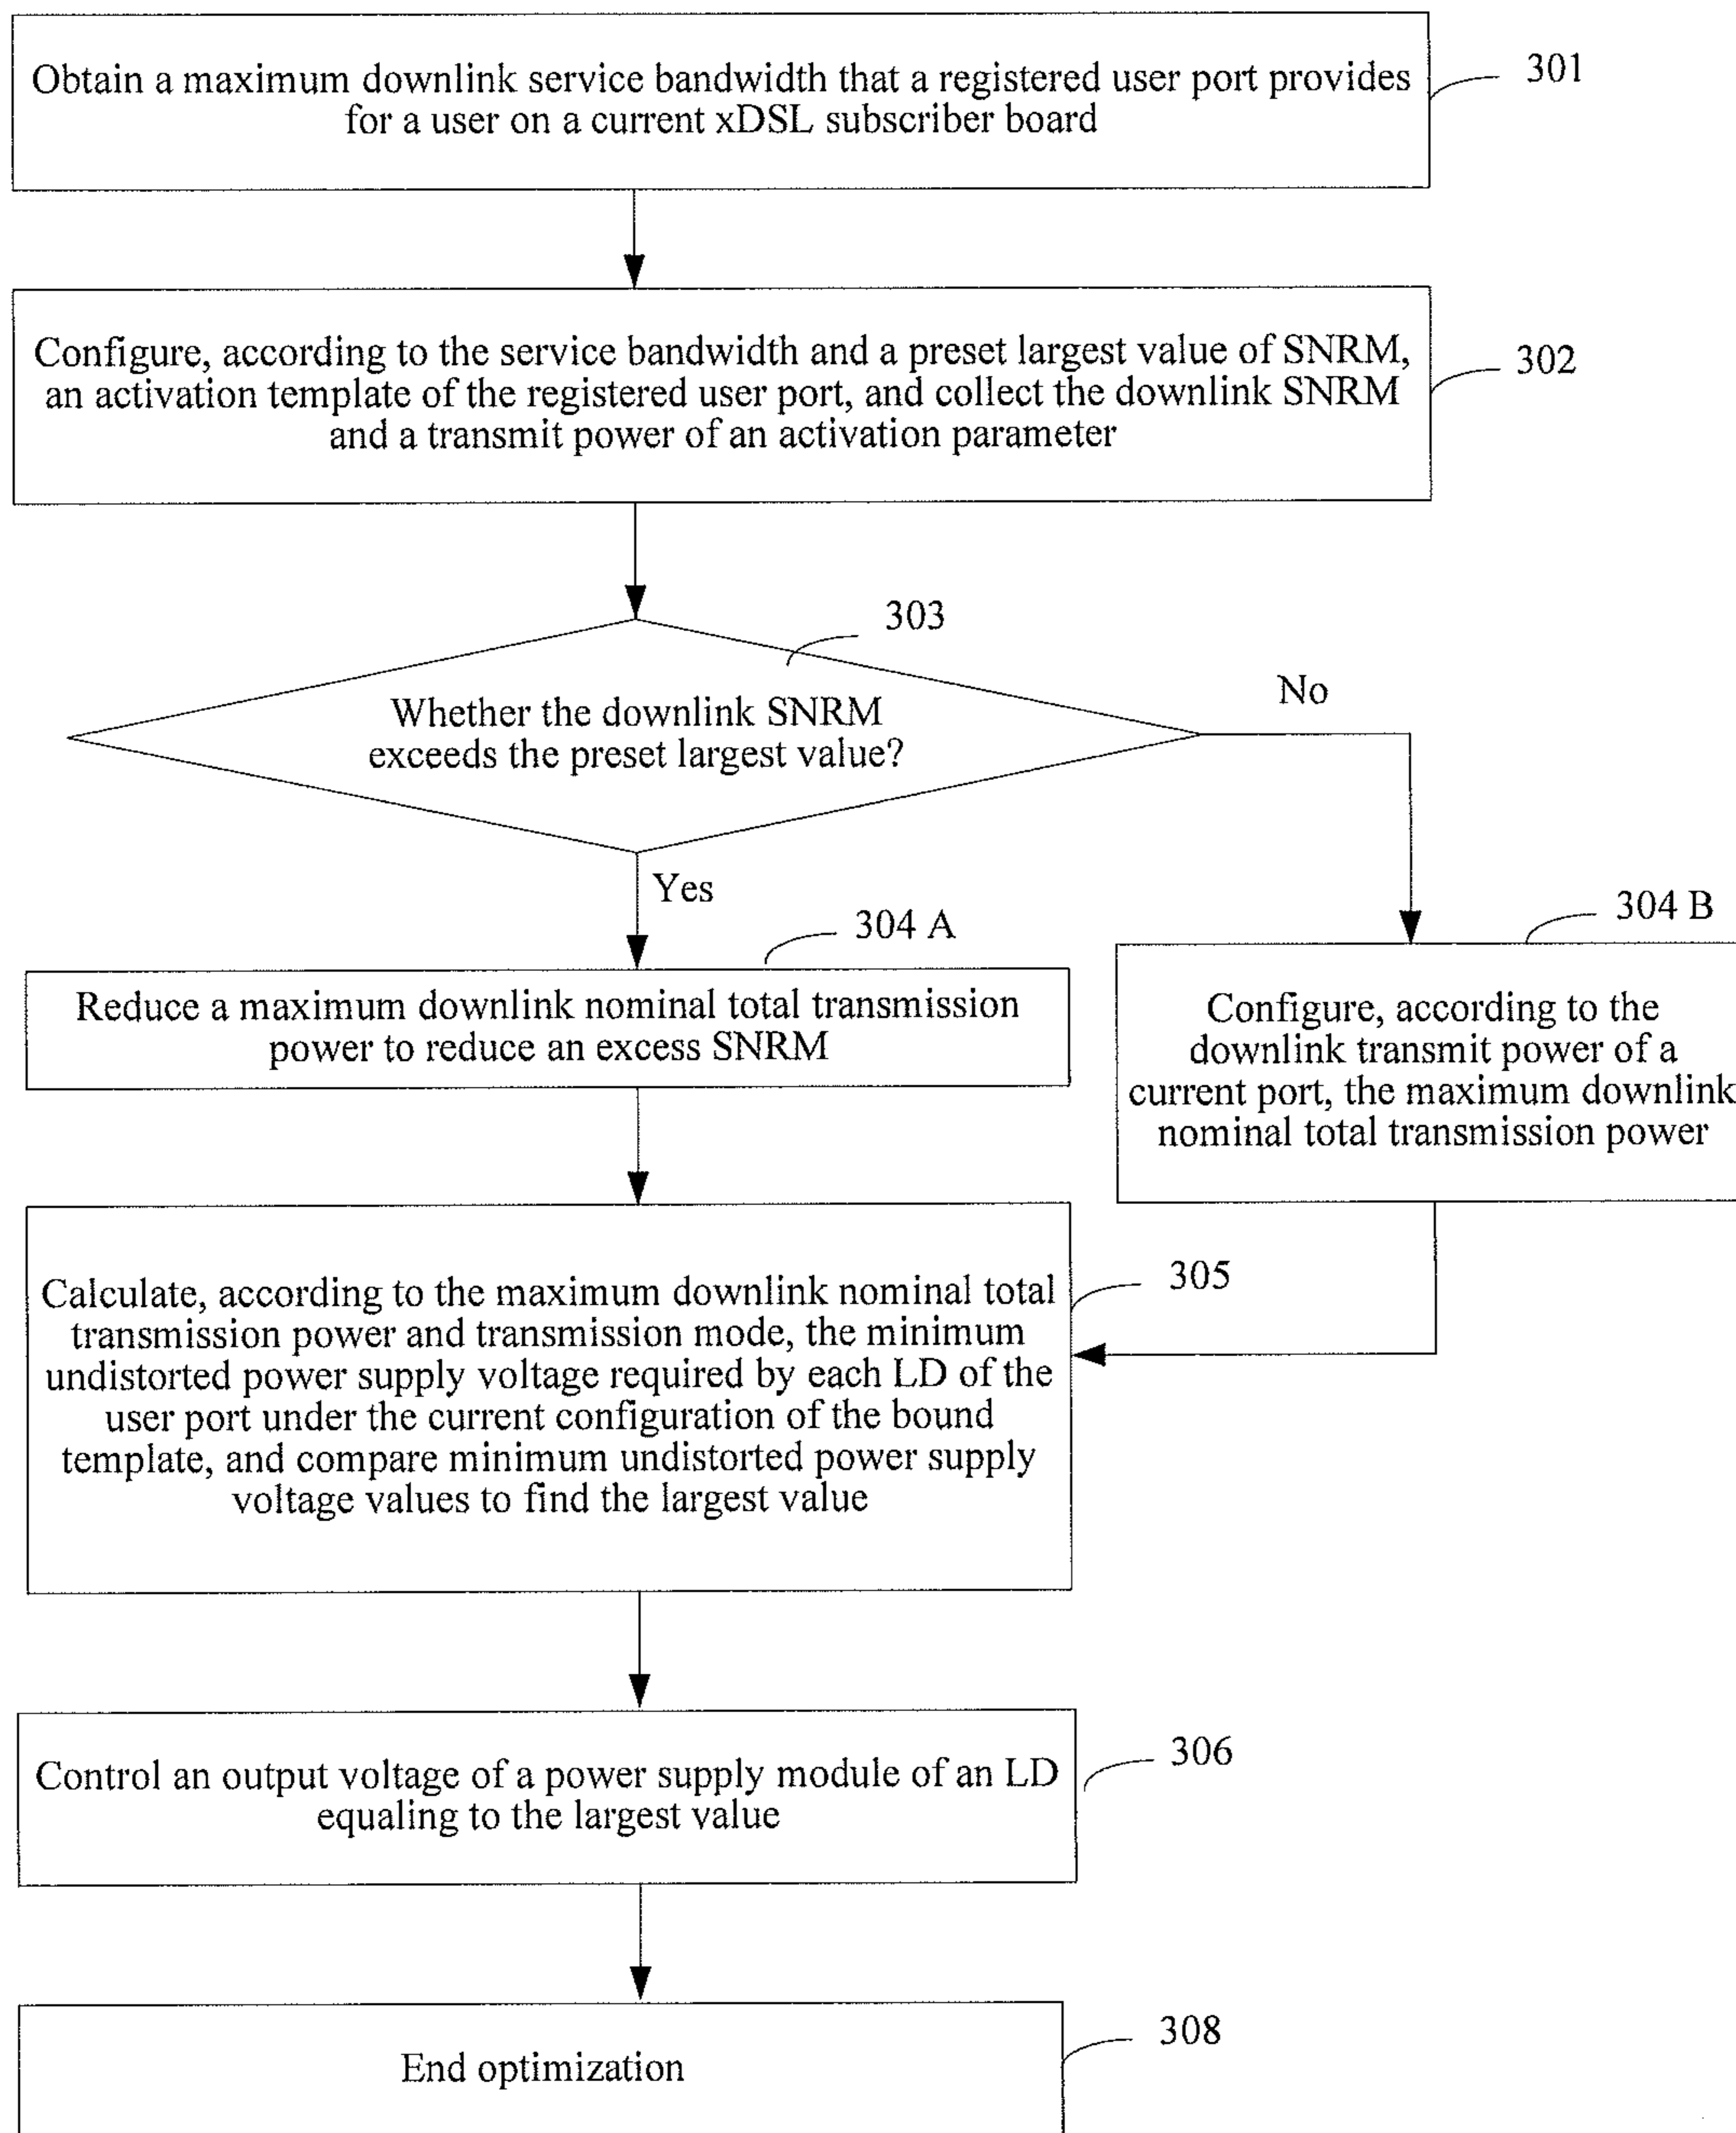 Obtain a maximum downlink service bandwidth that a registered user port provides
for a user on a current xDSL subscriber board
301
Configure, according to the service bandwidth and a preset largest value of SNRM,
an activation template of the registered user port, and collect the downlink SNRM
and a transmit power of an activation parameter
302
303
Whether the downlink SNRM
exceeds the preset largest value?
No
Yes
304 A
Reduce a maximum downlink nominal total transmission
power to reduce an excess SNRM
304 B
Configure, according to the
downlink transmit power of a
current port, the maximum downlink
nominal total transmission power
Calculate, according to the maximum downlink nominal total
transmission power and transmission mode, the minimum
undistorted power supply voltage required by each LD of the
user port under the current configuration of the bound
template, and compare minimum undistorted power supply
voltage values to find the largest value
305
Control an output voltage of a power supply module of an LD
equaling to the largest value
306
End optimization
308